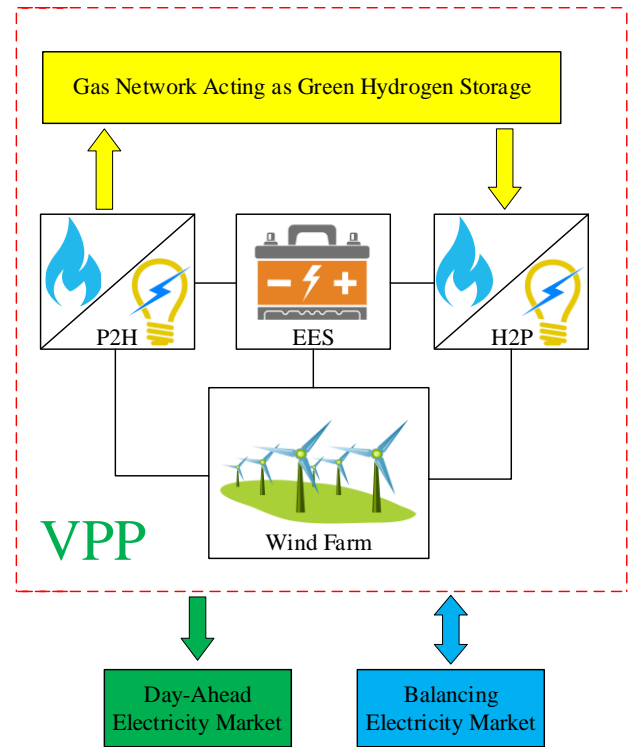 Gas Network Acting as Green Hydrogen Storage
P2H
EES
H2P
Wind Farm
VPP
Day-Ahead
Electricity Market
Balancing
Electricity Market